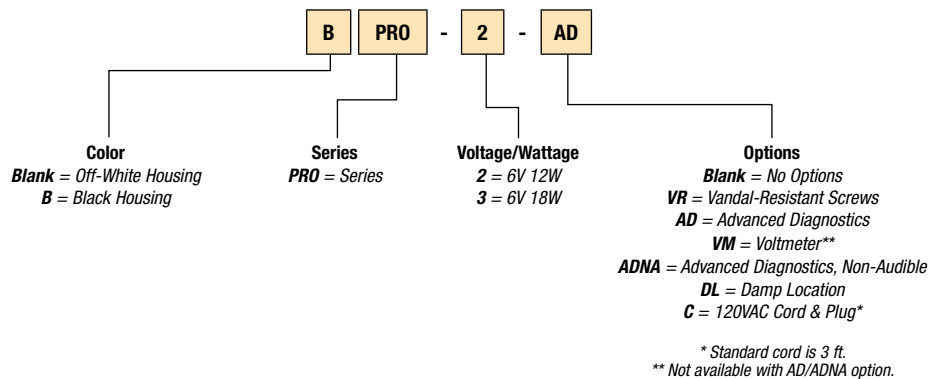 B PRO - 2 - AD
Color
Blank = Off-White Housing
B = Black Housing
Series
PRO = Series
Voltage/Wattage
2 = 6V 12W
3 = 6V 18W
Options
Blank = No Options
VR = Vandal-Resistant Screws
AD = Advanced Diagnostics
VM = Voltmeter**
ADNA = Advanced Diagnostics, Non-Audible
DL = Damp Location
C = 120VAC Cord & Plug*
* Standard cord is 3 ft.
** Not available with AD/ADNA option.